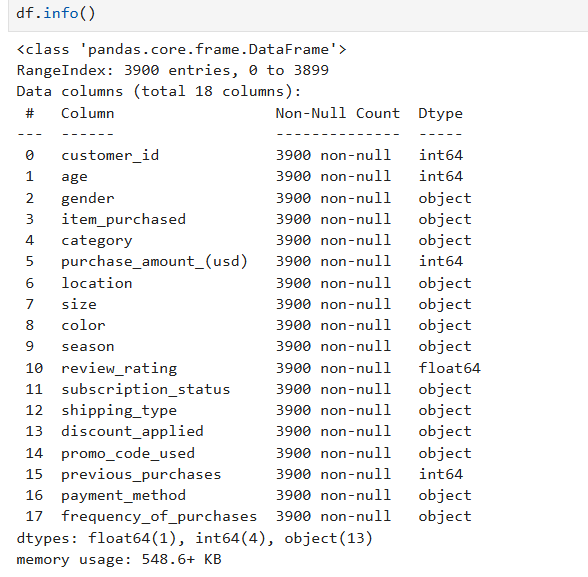 df.info()
<class 'pandas.core.frame.DataFrame'>
RangeIndex: 3900 entries, 0 to 3899
Data columns (total 18 columns):
 #   Column                  Non-Null Count  Dtype
---  ------                  --------------  -----
 0   customer_id             3900 non-null   int64
 1   age                     3900 non-null   int64
 2   gender                  3900 non-null   object
 3   item_purchased          3900 non-null   object
 4   category                3900 non-null   object
 5   purchase_amount_(usd)   3900 non-null   int64
 6   location                3900 non-null   object
 7   size                    3900 non-null   object
 8   color                   3900 non-null   object
 9   season                  3900 non-null   object
 10  review_rating           3900 non-null   float64
 11  subscription_status     3900 non-null   object
 12  shipping_type           3900 non-null   object
 13  discount_applied        3900 non-null   object
 14  promo_code_used         3900 non-null   object
 15  previous_purchases      3900 non-null   int64
 16  payment_method          3900 non-null   object
 17  frequency_of_purchases  3900 non-null   object
dtypes: float64(1), int64(4), object(13)
memory usage: 548.6+ KB